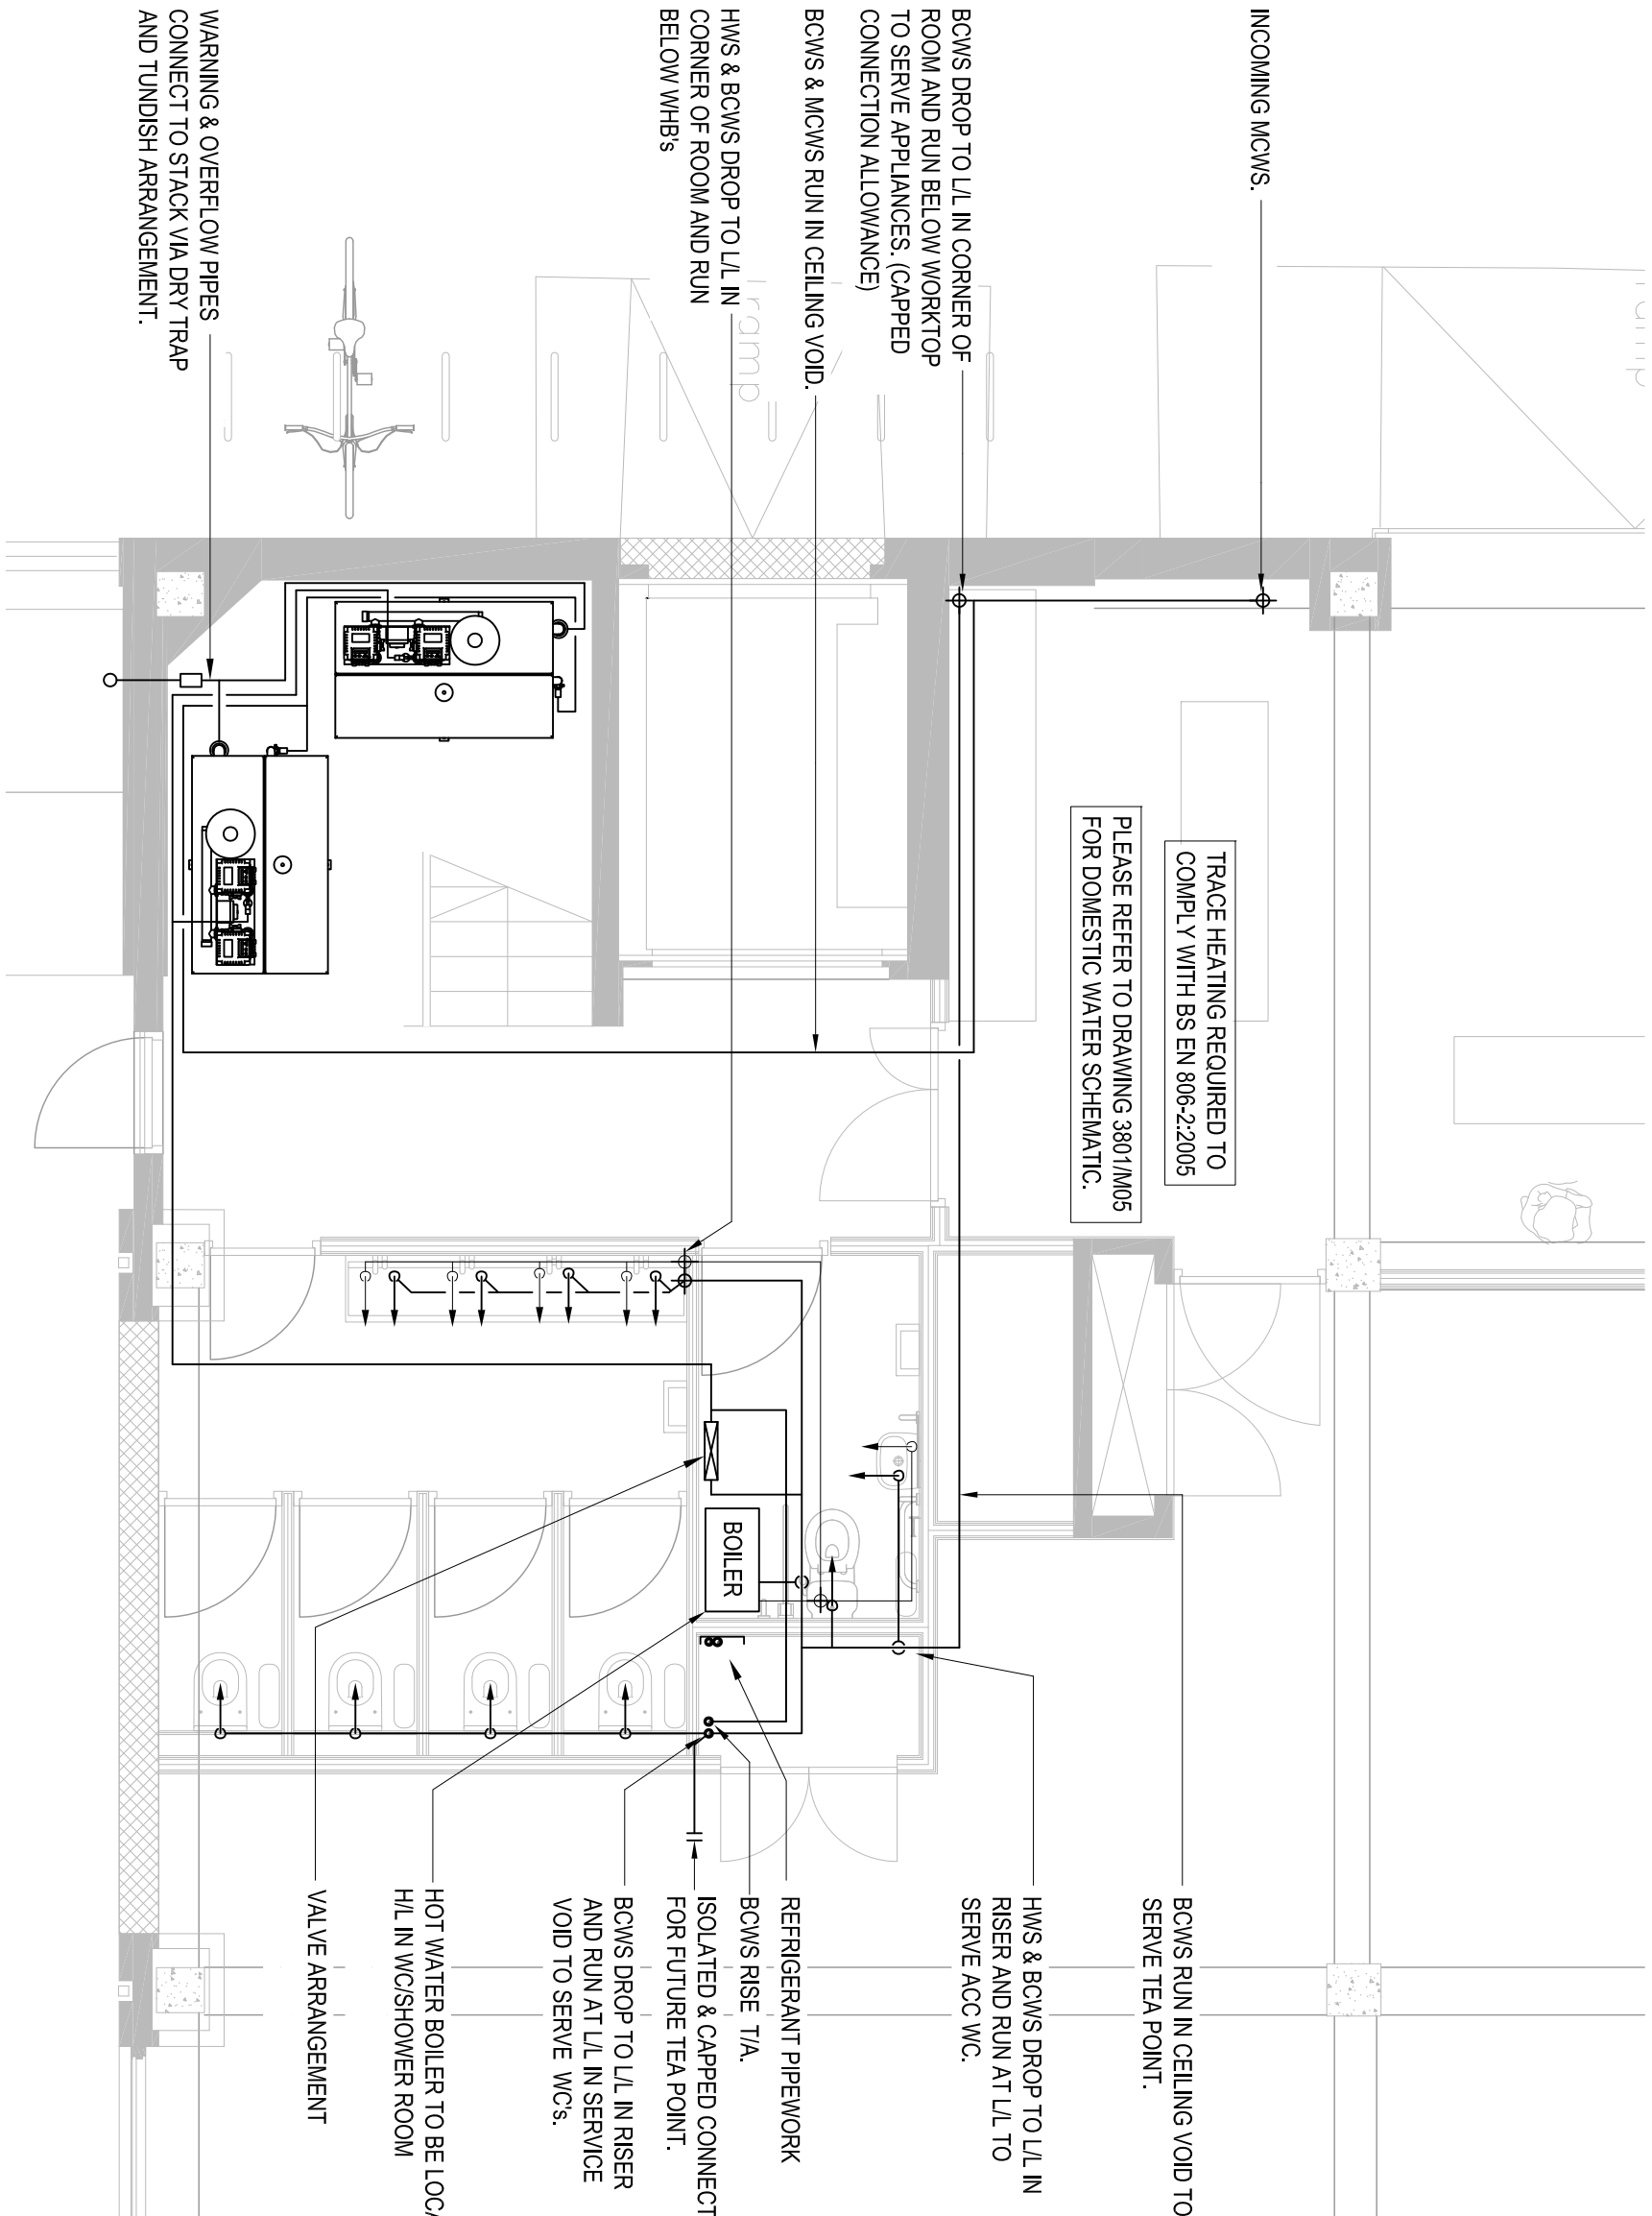 INCOMING MCWS.
BCWS DROP TO L/L IN CORNER OF
ROOM AND RUN BELOW WORKTOP
TO SERVE APPLIANCES. (CAPPED
CONNECTION ALLOWANCE)
BCWS & MCWS RUN IN CEILING VOID.
HWS & BCWS DROP TO L/L IN
CORNER OF ROOM AND RUN
BELOW WHB's
WARNING & OVERFLOW PIPES
CONNECT TO STACK VIA DRY TRAP
AND TUNDISH ARRANGEMENT.
ramp
TRACE HEATING REQUIRED TO
COMPLY WITH BS EN 806-2:2005
PLEASE REFER TO DRAWING 3801/M05
FOR DOMESTIC WATER SCHEMATIC.
BOILER
BCWS RUN IN CEILING VOID TO
SERVE TEA POINT.
HWS & BCWS DROP TO L/L IN
RISER AND RUN AT L/L TO
SERVE ACC WC.
REFRIGERANT PIPEWORK
BCWS RISE T/A.
ISOLATED & CAPPED CONNECT
FOR FUTURE TEA POINT.
BCWS DROP TO L/L IN RISER
AND RUN AT L/L IN SERVICE
VOID TO SERVE WC's.
HOT WATER BOILER TO BE LOCA
H/L IN WC/SHOWER ROOM
VALVE ARRANGEMENT